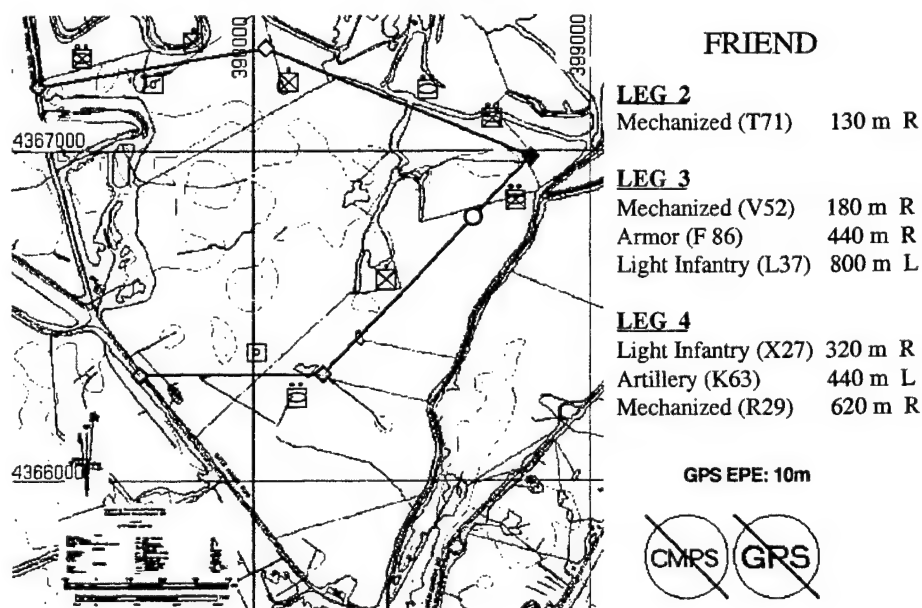 398000
399000
4367000
4366000
FRIEND
LEG 2
Mechanized (T71) 130 m R
LEG 3
Mechanized (V52) 180 m R
Armor (F 86) 440 m R
Light Infantry (L37) 800 m L
LEG 4
Light Infantry (X27) 320 m R
Artillery (K63) 440 m L
Mechanized (R29) 620 m R
GPS EPE: 10m
CMPS
GPS